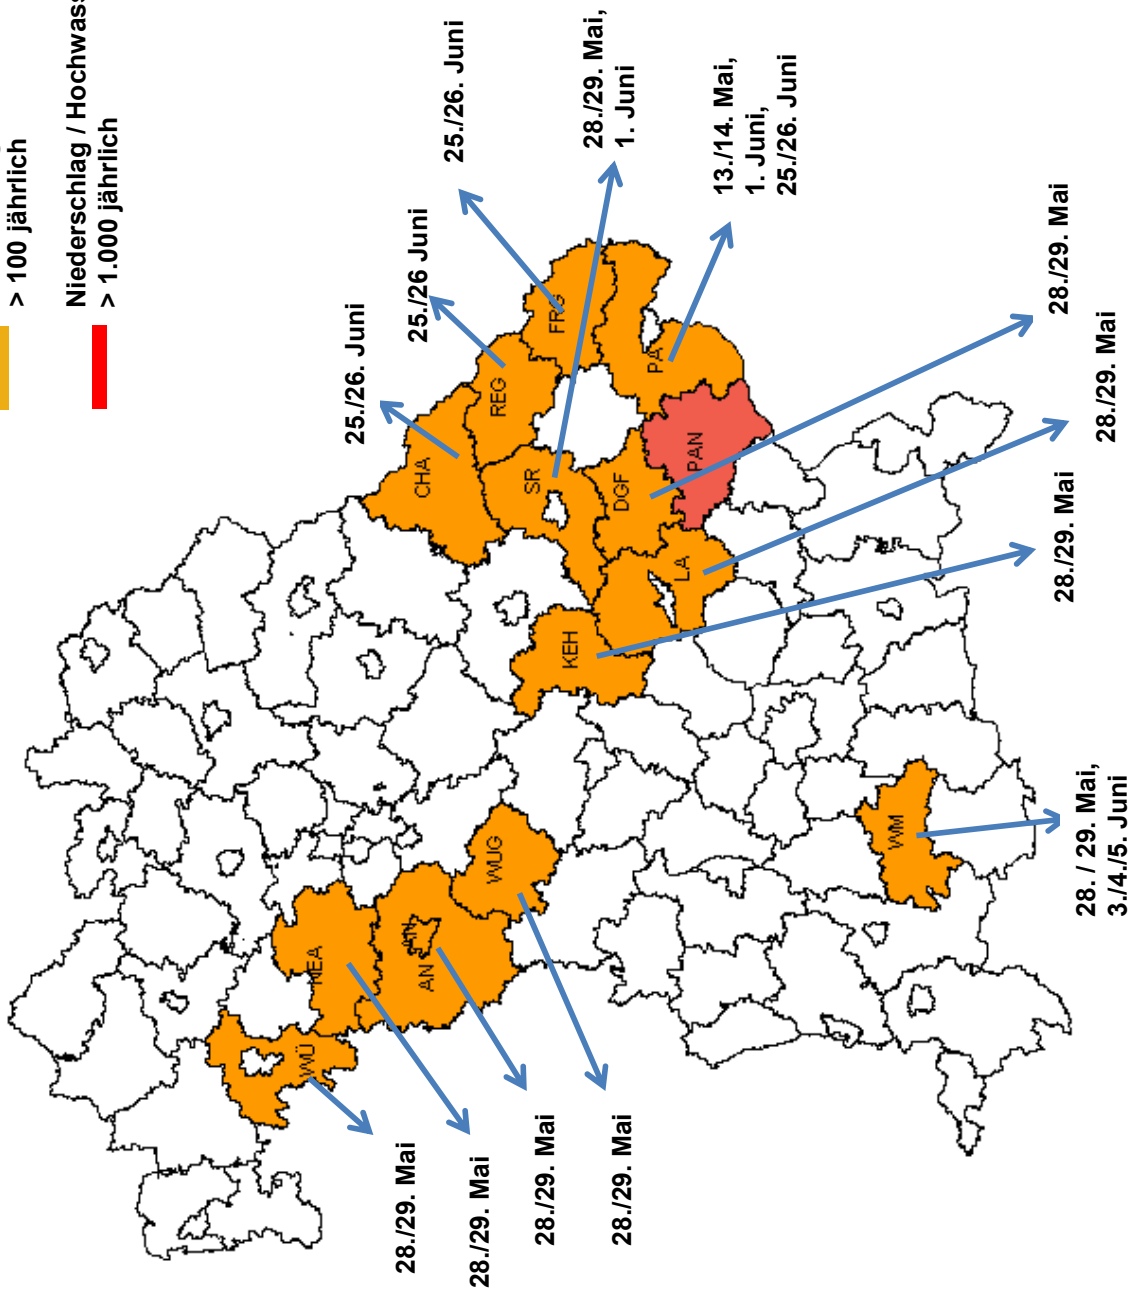 > 100 jährlich
Niederschlag / Hochwass
> 1.000 jährlich
25./26. Juni
25./26 Juni
25./26. Juni
28./29. Mai,
1. Juni
13./14. Mai,
1. Juni,
25./26. Juni
28./29. Mai
28./29. Mai
28./29. Mai
28. / 29. Mai,
3./4./5. Juni
28./29. Mai
28./29. Mai
28./29. Mai
28./29. Mai
CHA
REG
FRG
SR
PA
DGF
PAN
LA
KEH
WM
WUG
AN
AN
NEA
WÜ